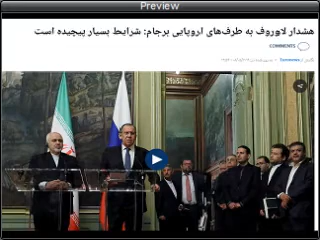 Preview
هشدار لاوروف به طرف‌های اروپایی برجام: شرایط بسیار پیچیده است
COMMENTS